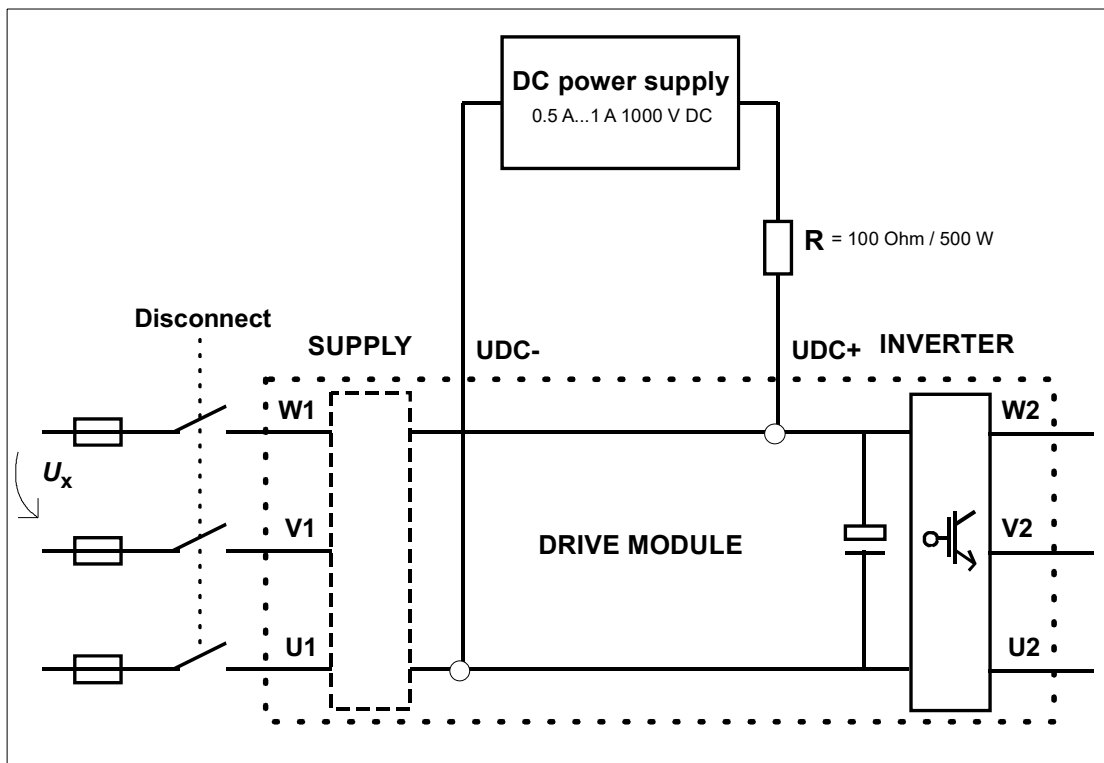 DC power supply
0.5 A...1 A 1000 V DC
R = 100 Ohm / 500 W
Disconnect
SUPPLY
UDC-
UDC+
INVERTER
W1
W2
Ux
V1
DRIVE MODULE
V2
U1
U2